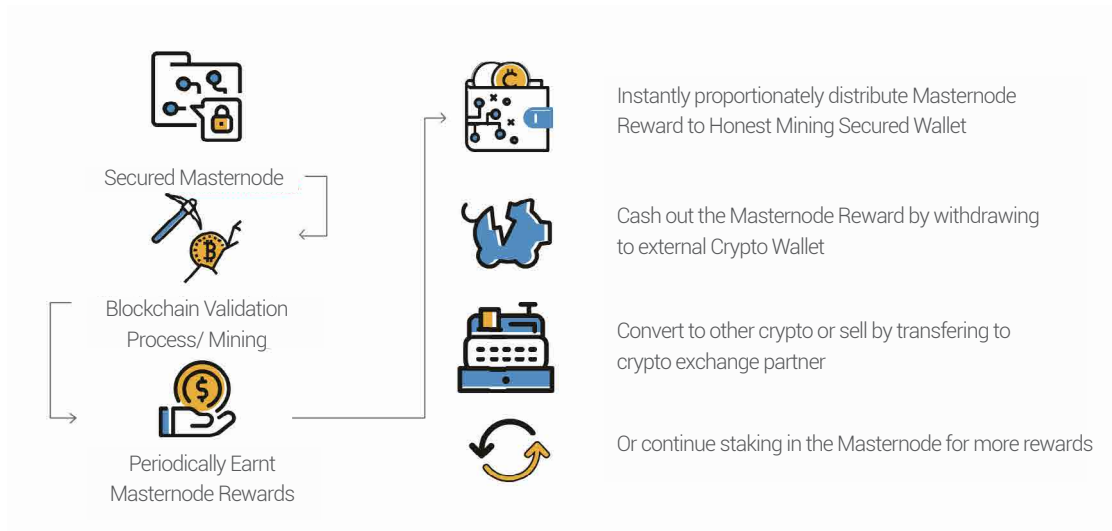 Secured Masternode
Blockchain Validation
Process/ Mining
Periodically Earnt
Masternode Rewards
Instantly proportionately distribute Masternode
Reward to Honest Mining Secured Wallet
Cash out the Masternode Reward by withdrawing
to external Crypto Wallet
Convert to other crypto or sell by transfering to
crypto exchange partner
Or continue staking in the Masternode for more rewards